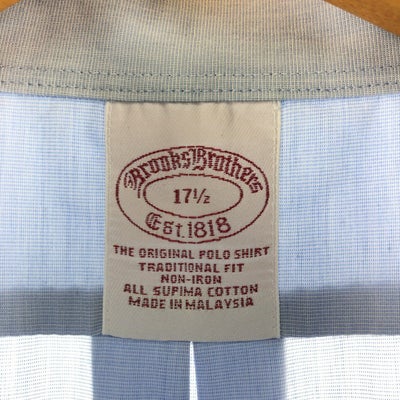 Brooks Brothers
17½
Est. 1818
THE ORIGINAL POLO SHIRT
TRADITIONAL FIT
NON-IRON
ALL SUPIMA COTTON
MADE IN MALAYSIA